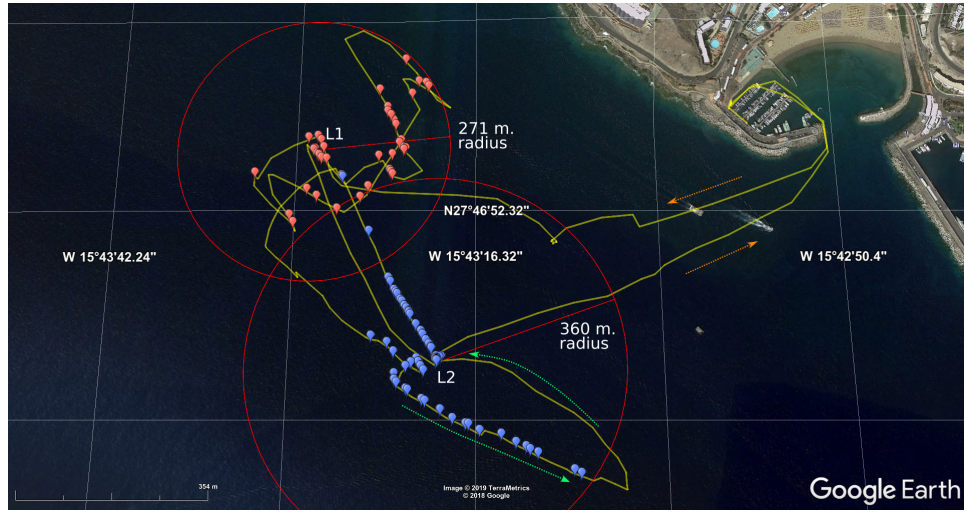 L1
271 m.
radius
N27°46'52.32"
W 15°43'42.24"
W 15°43'16.32"
W 15°42'50.4"
360 m.
radius
L2
354 m
Image © 2019 TerraMetrics
© 2018 Google
Google Earth